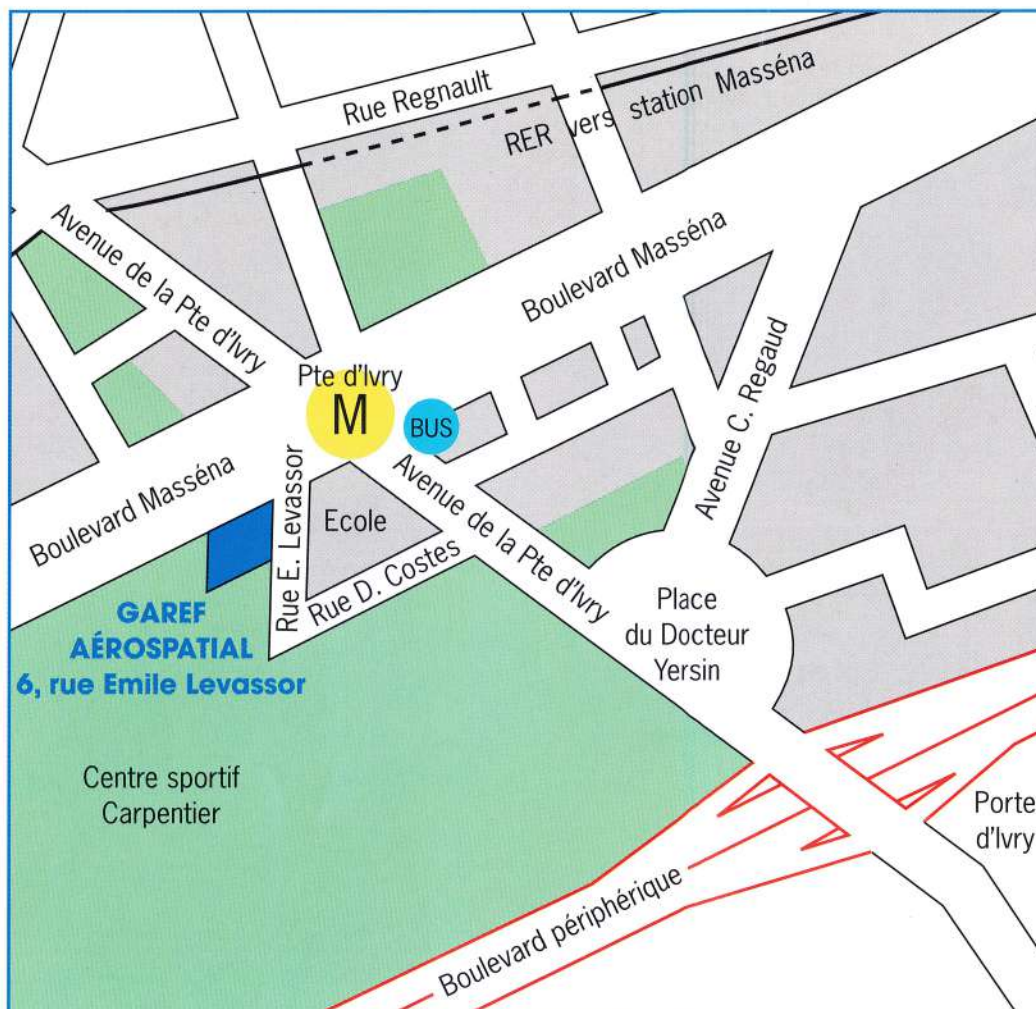 Rue Regnault
RER vers station Masséna
Avenue de la Pte d'Ivry
Boulevard Masséna
Pte d'Ivry
M
BUS
Avenue C. Regaud
Boulevard Masséna
Rue E. Levassor
Ecole
Avenue de la Pte d'Ivry
Rue D. Costes
GAREF
AÉROSPATIAL
6, rue Emile Levassor
Place
du Docteur
Yersin
Centre sportif
Carpentier
Porte
d'Ivry
Boulevard périphérique